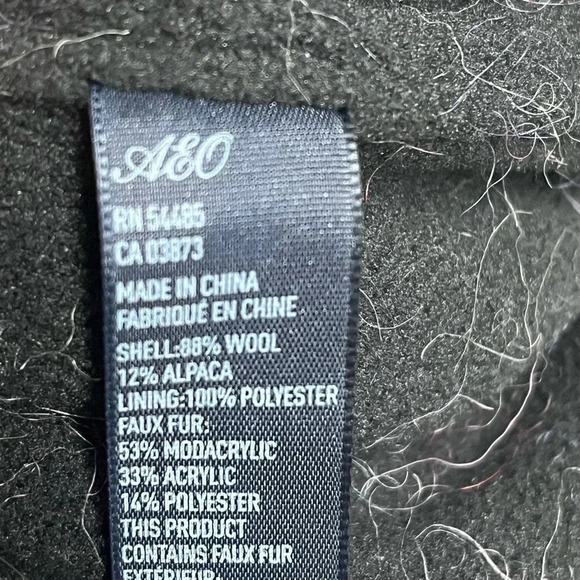 AEO
RN 54485
CA 03873
MADE IN CHINA
FABRIQUÉ EN CHINE
SHELL:88% WOOL
12% ALPACA
LINING:100% POLYESTER
FAUX FUR:
53% MODACRYLIC
33% ACRYLIC
14% POLYESTER
THIS PRODUCT
CONTAINS FAUX FUR
EXTÉRIEUR: